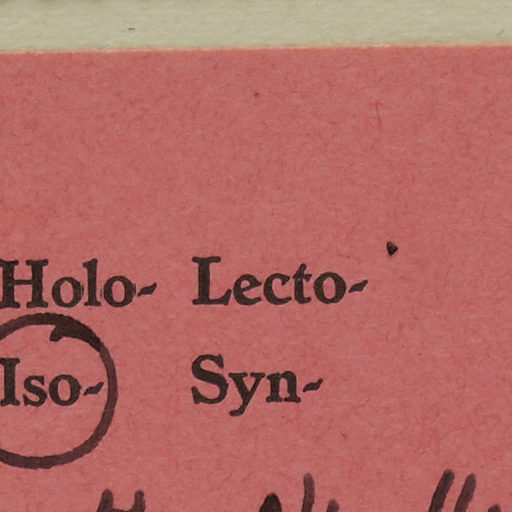 Holo- Lecto-
Iso- Syn-